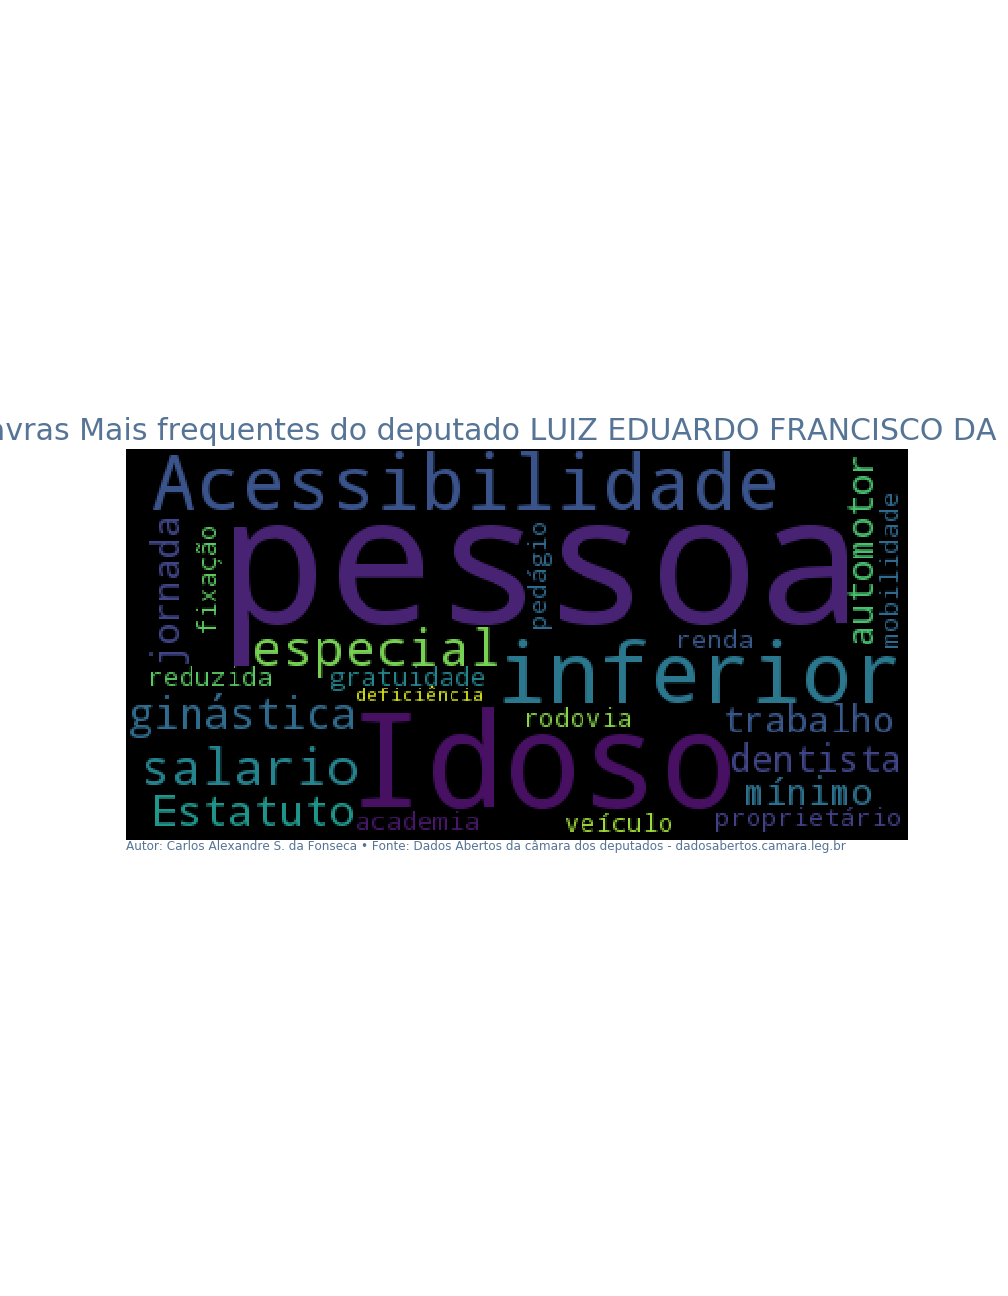 avras Mais frequentes do deputado LUIZ EDUARDO FRANCISCO DA
Acessibilidade
automotor
mobilidade
jornada
fixação
pessoa
pedágio
especial
renda
inferior
reduzida
gratuidade
deficiência
ginástica
Idoso
rodovia
trabalho
salario
dentista
mínimo
Estatuto
academia
veículo
proprietário
Autor: Carlos Alexandre S. da Fonseca • Fonte: Dados Abertos da câmara dos deputados - dadosabertos.camara.leg.br